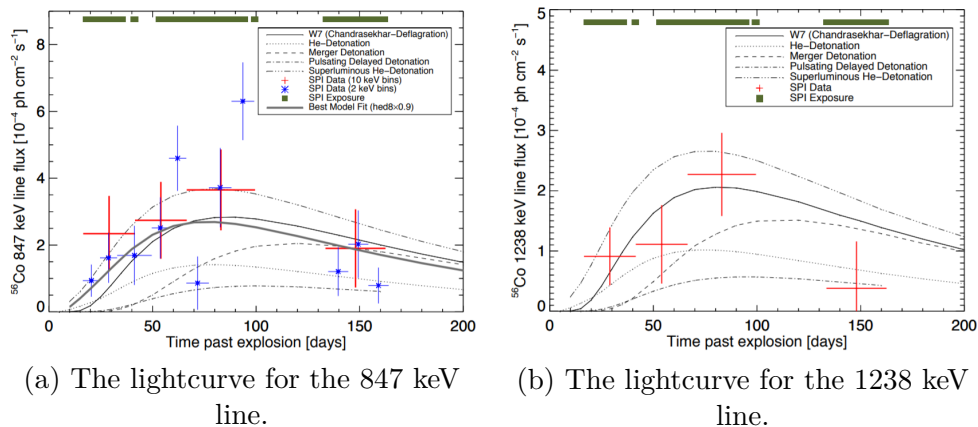 W7 (Chandrasekhar-Deflagration)
He-Detonation
Merger Detonation
Pulsating Delayed Detonation
Superluminous He-Detonation
SPI Data (10 keV bins)
SPI Data (2 keV bins)
SPI Exposure
Best Model Fit (hed8×0.9)
⁵⁶Co 847 keV line flux [10⁻⁴ ph cm⁻² s⁻¹]
8
6
4
2
0
0 50 100 150 200
Time past explosion [days]
(a) The lightcurve for the 847 keV
line.
W7 (Chandrasekhar-Deflagration)
He-Detonation
Merger Detonation
Pulsating Delayed Detonation
Superluminous He-Detonation
SPI Data
SPI Exposure
⁵⁶Co 1238 keV line flux [10⁻⁴ ph cm⁻² s⁻¹]
5
4
3
2
1
0
0 50 100 150 200
Time past explosion [days]
(b) The lightcurve for the 1238 keV
line.